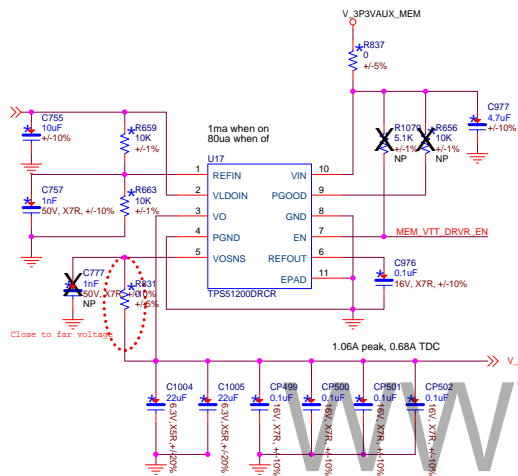 V_3P3VAUX_MEM
R837
0
+/-5%
C755
10uF
+/-10%
R659
10K
+/-1%
1ma when on
80ua when of
R1070
5.1K
+/-1%
NP
R656
10K
+/-1%
NP
C977
4.7uF
+/-10%
U17
1 REFIN VIN 10
2 VLDOIN PGOOD 9
3 VO GND 8
4 PGND EN 7
5 VOSNS REFOUT 6
EPAD 11
TPS51200DRCR
C757
1nF
50V, X7R, +/-10%
R663
10K
+/-1%
MEM_VTT_DRVR_EN
C976
0.1uF
16V, X7R, +/-10%
C777
1nF
50V, X7R, +/-10%
NP
R831
0
+/-5%
Close to far voltage
1.06A peak, 0.68A TDC
V_
C1004
22uF
6.3V, X5R, +/-20%
C1005
22uF
6.3V, X5R, +/-20%
CP499
0.1uF
16V, X7R, +/-10%
CP500
0.1uF
16V, X7R, +/-10%
CP501
0.1uF
16V, X7R, +/-10%
CP502
0.1uF
16V, X7R, +/-10%
ww